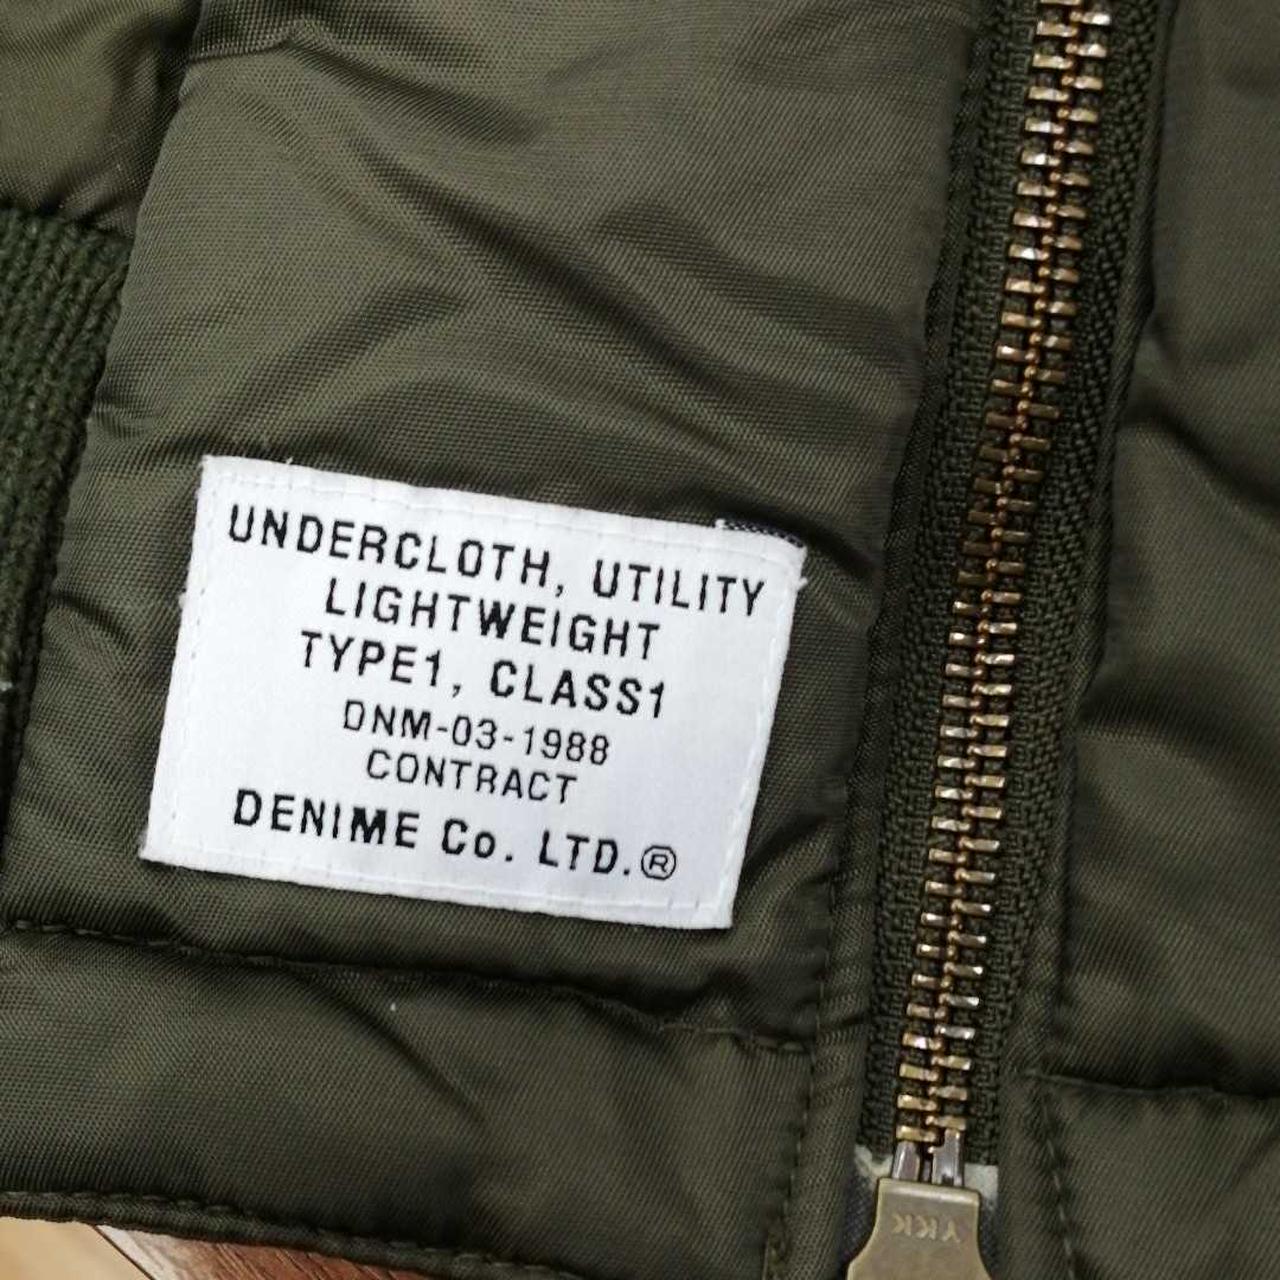 UNDERCLOTH, UTILITY
LIGHTWEIGHT
TYPE1, CLASS1
DNM-03-1988
CONTRACT
DENIME Co. LTD.®
YKK